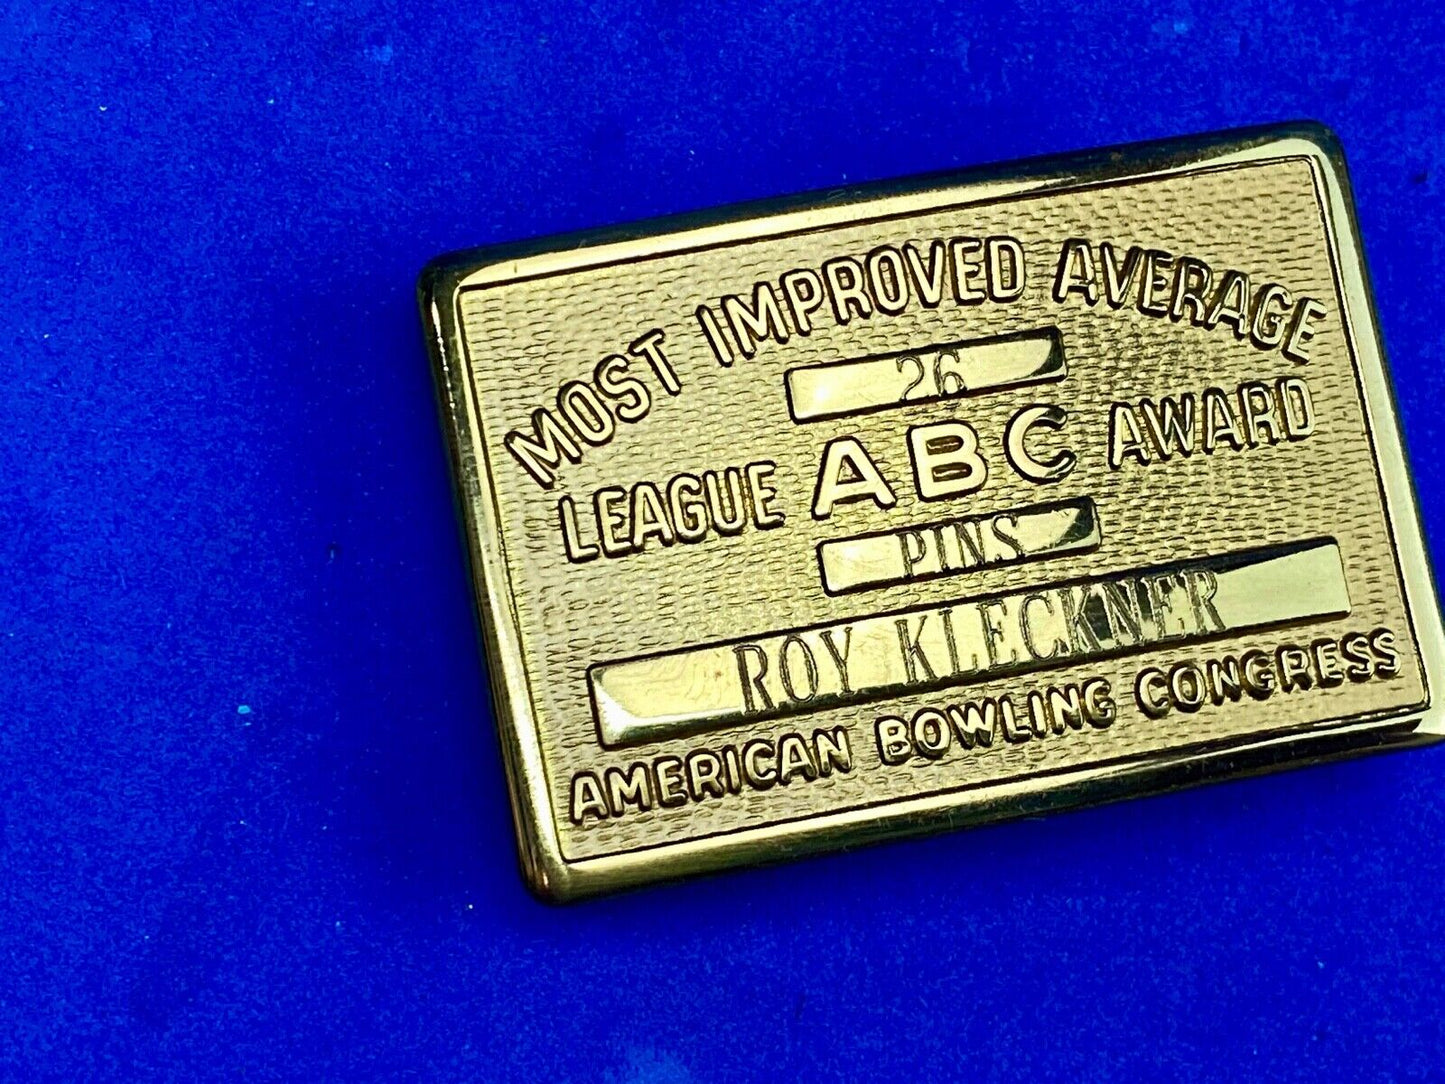 MOST IMPROVED AVERAGE
26
LEAGUE ABC AWARD
PINS
ROY KLECKNER
AMERICAN BOWLING CONGRESS